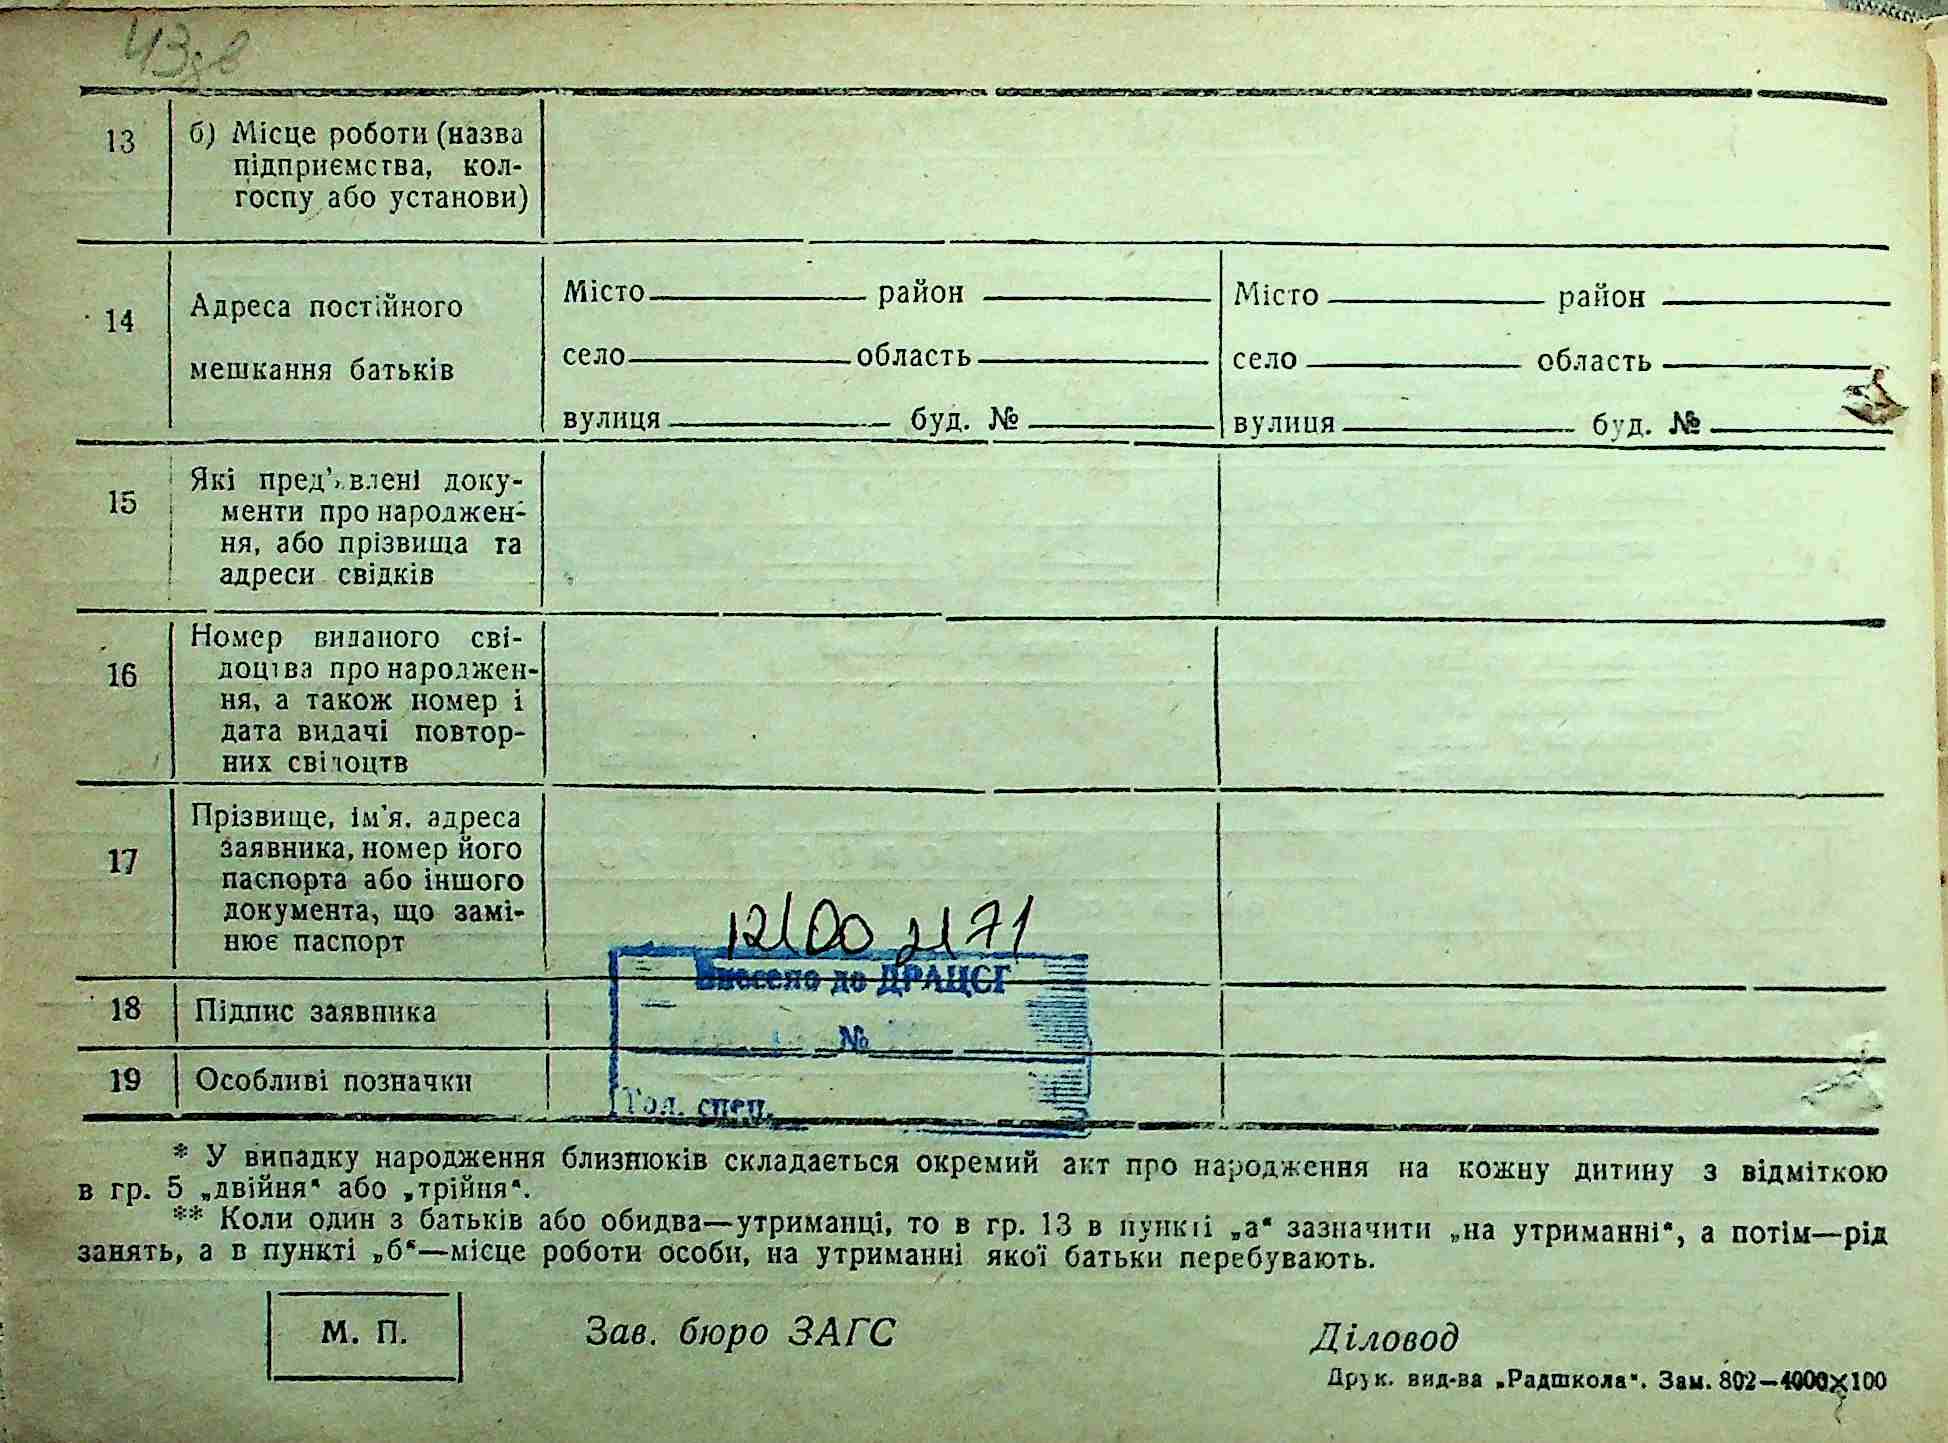 43зв
13 б) Місце роботи (назва
підприємства, кол-
госпу або установи)
14 Адреса постійного
мешкання батьків
Місто район
село область
вулиця буд. №
Місто район
село область
вулиця буд. №
15 Які пред'явлені доку-
менти про народжен-
ня, або прізвища та
адреси свідків
16 Номер виданого сві-
доцтва про народжен-
ня, а також номер і
дата видачі повтор-
них свідоцтв
17 Прізвище, ім'я, адреса
заявника, номер його
паспорта або іншого
документа, що замі-
нює паспорт
Внесено до ДРАЦСГ
18 Підпис заявника
№
19 Особливі позначки
Гол. спец.
* У випадку народження близнюків складається окремий акт про народження на кожну дитину з відміткою
в гр. 5 „двійня“ або „трійня“.
** Коли один з батьків або обидва—утриманці, то в гр. 13 в пункті „а“ зазначити „на утриманні“, а потім—рід
занять, а в пункті „б“—місце роботи особи, на утриманні якої батьки перебувають.
М. П. Зав. бюро ЗАГС Діловод
Друк. вид-ва „Радшкола“. Зам. 802—4000×100